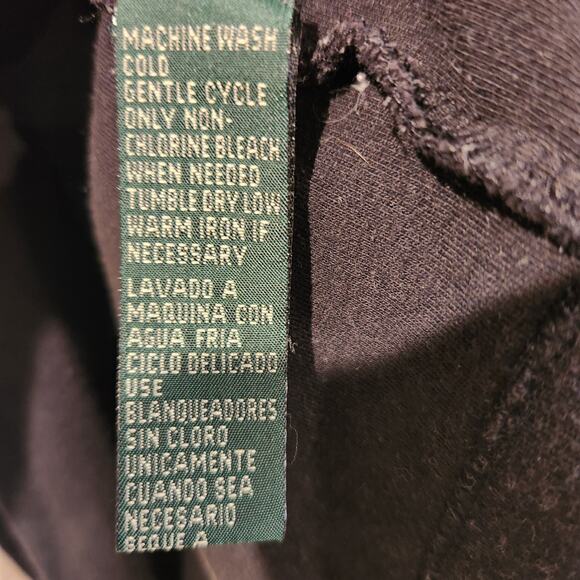 MACHINE WASH
COLD
GENTLE CYCLE
ONLY NON-
CHLORINE BLEACH
WHEN NEEDED
TUMBLE DRY LOW
WARM IRON IF
NECESSARY
LAVADO A
MAQUINA CON
AGUA FRIA
CICLO DELICADO
USE
BLANQUEADORES
SIN CLORO
UNICAMENTE
CUANDO SEA
NECESARIO
SEQUE A